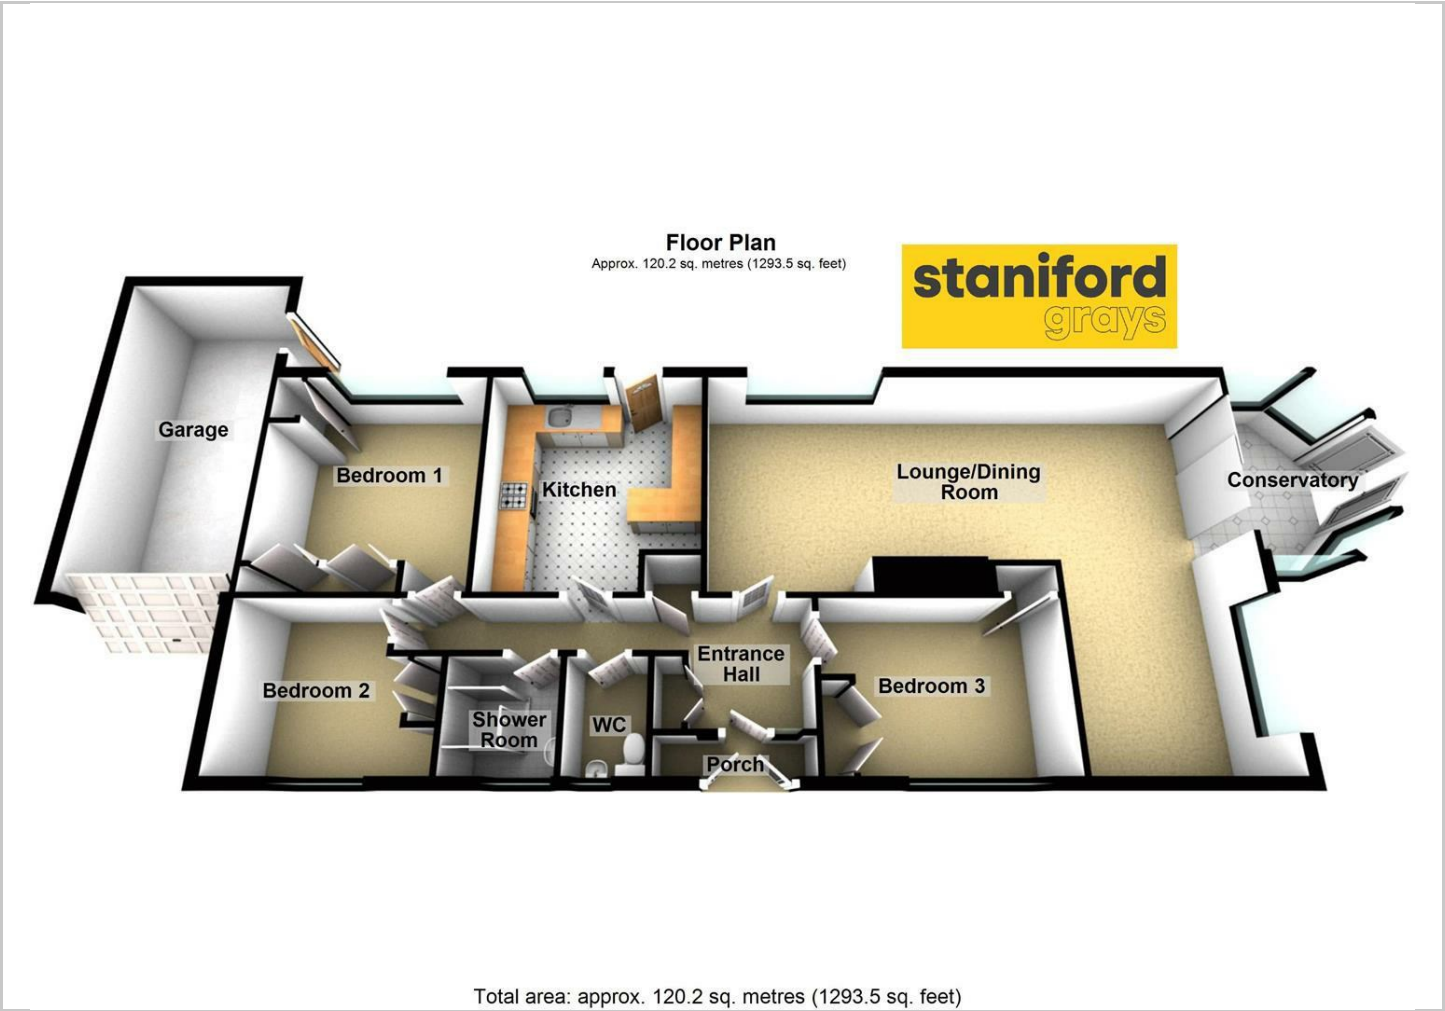 Floor Plan
Approx. 120.2 sq. metres (1293.5 sq. feet)
staniford
grays
Garage
Bedroom 1
Kitchen
Lounge/Dining
Room
Conservatory
Entrance
Hall
Bedroom 2
Shower
Room
WC
Porch
Bedroom 3
Total area: approx. 120.2 sq. metres (1293.5 sq. feet)